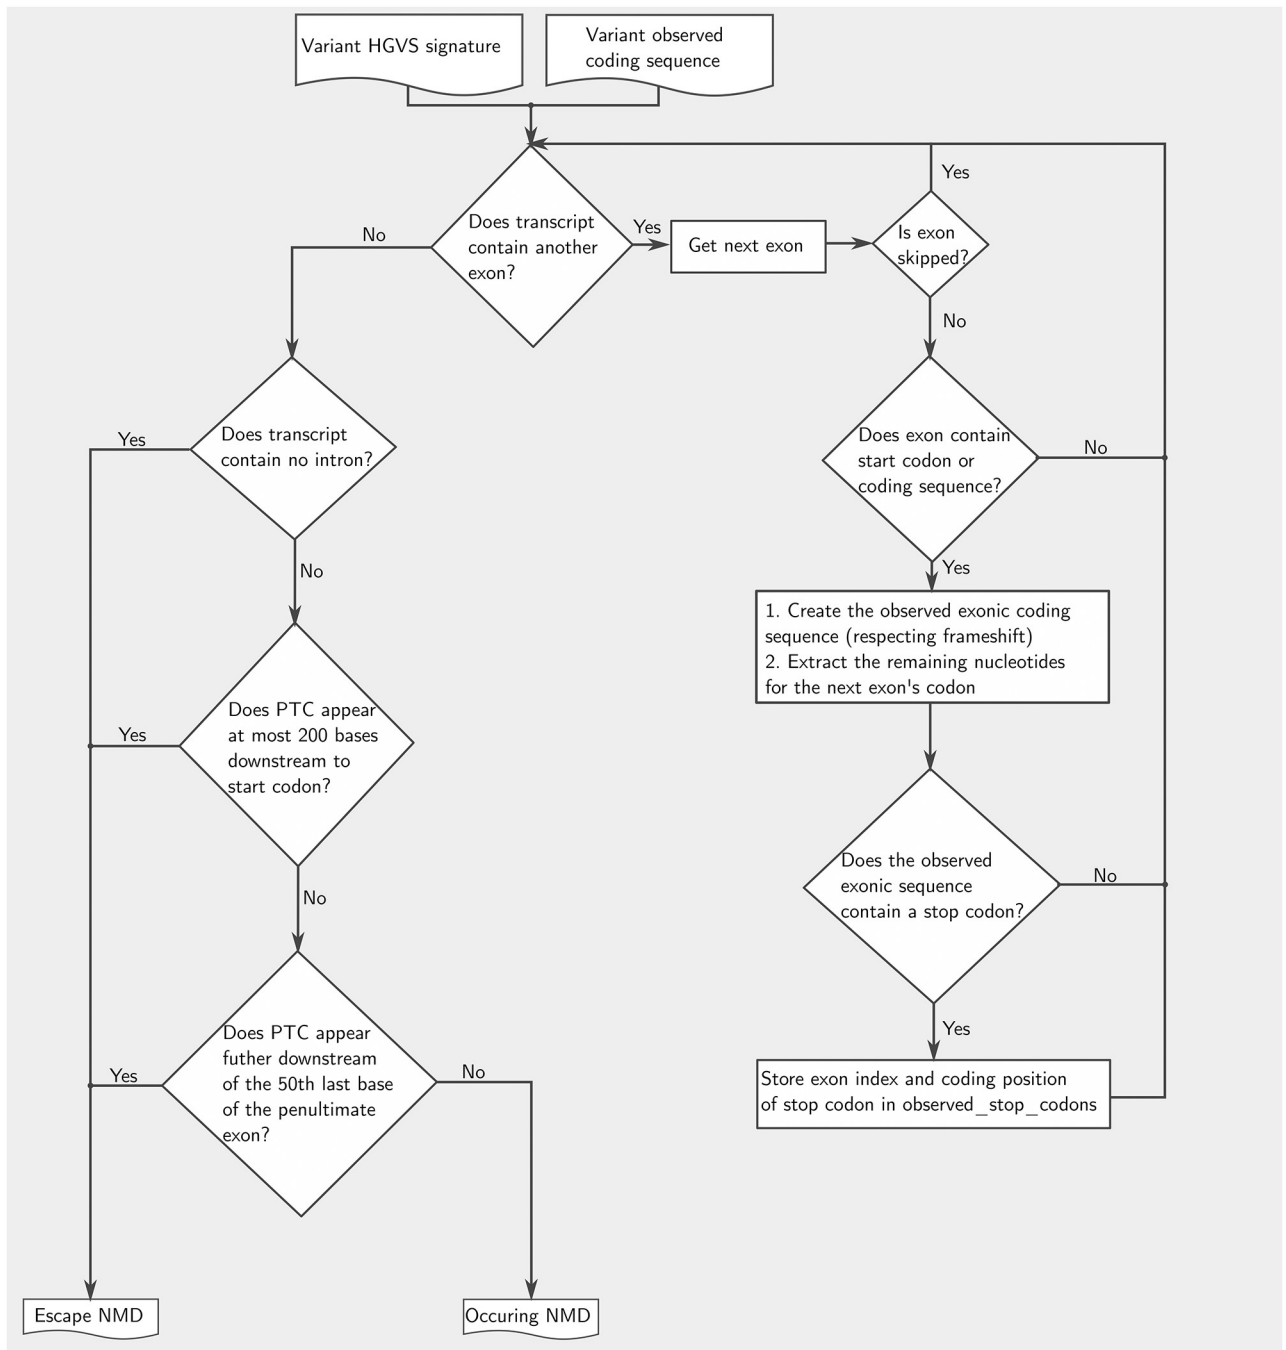 Variant HGVS signature
Variant observed
coding sequence
Yes
Does transcript
contain another
exon?
Yes
Get next exon
Is exon
skipped?
No
No
Does transcript
contain no intron?
Yes
Does exon contain
start codon or
coding sequence?
No
Yes
No
1. Create the observed exonic coding
sequence (respecting frameshift)
2. Extract the remaining nucleotides
for the next exon's codon
Does PTC appear
at most 200 bases
downstream to
start codon?
Yes
No
Does the observed
exonic sequence
contain a stop codon?
No
Yes
Does PTC appear
futher downstream
of the 50th last base
of the penultimate
exon?
Yes
No
Store exon index and coding position
of stop codon in observed_stop_codons
Escape NMD
Occuring NMD